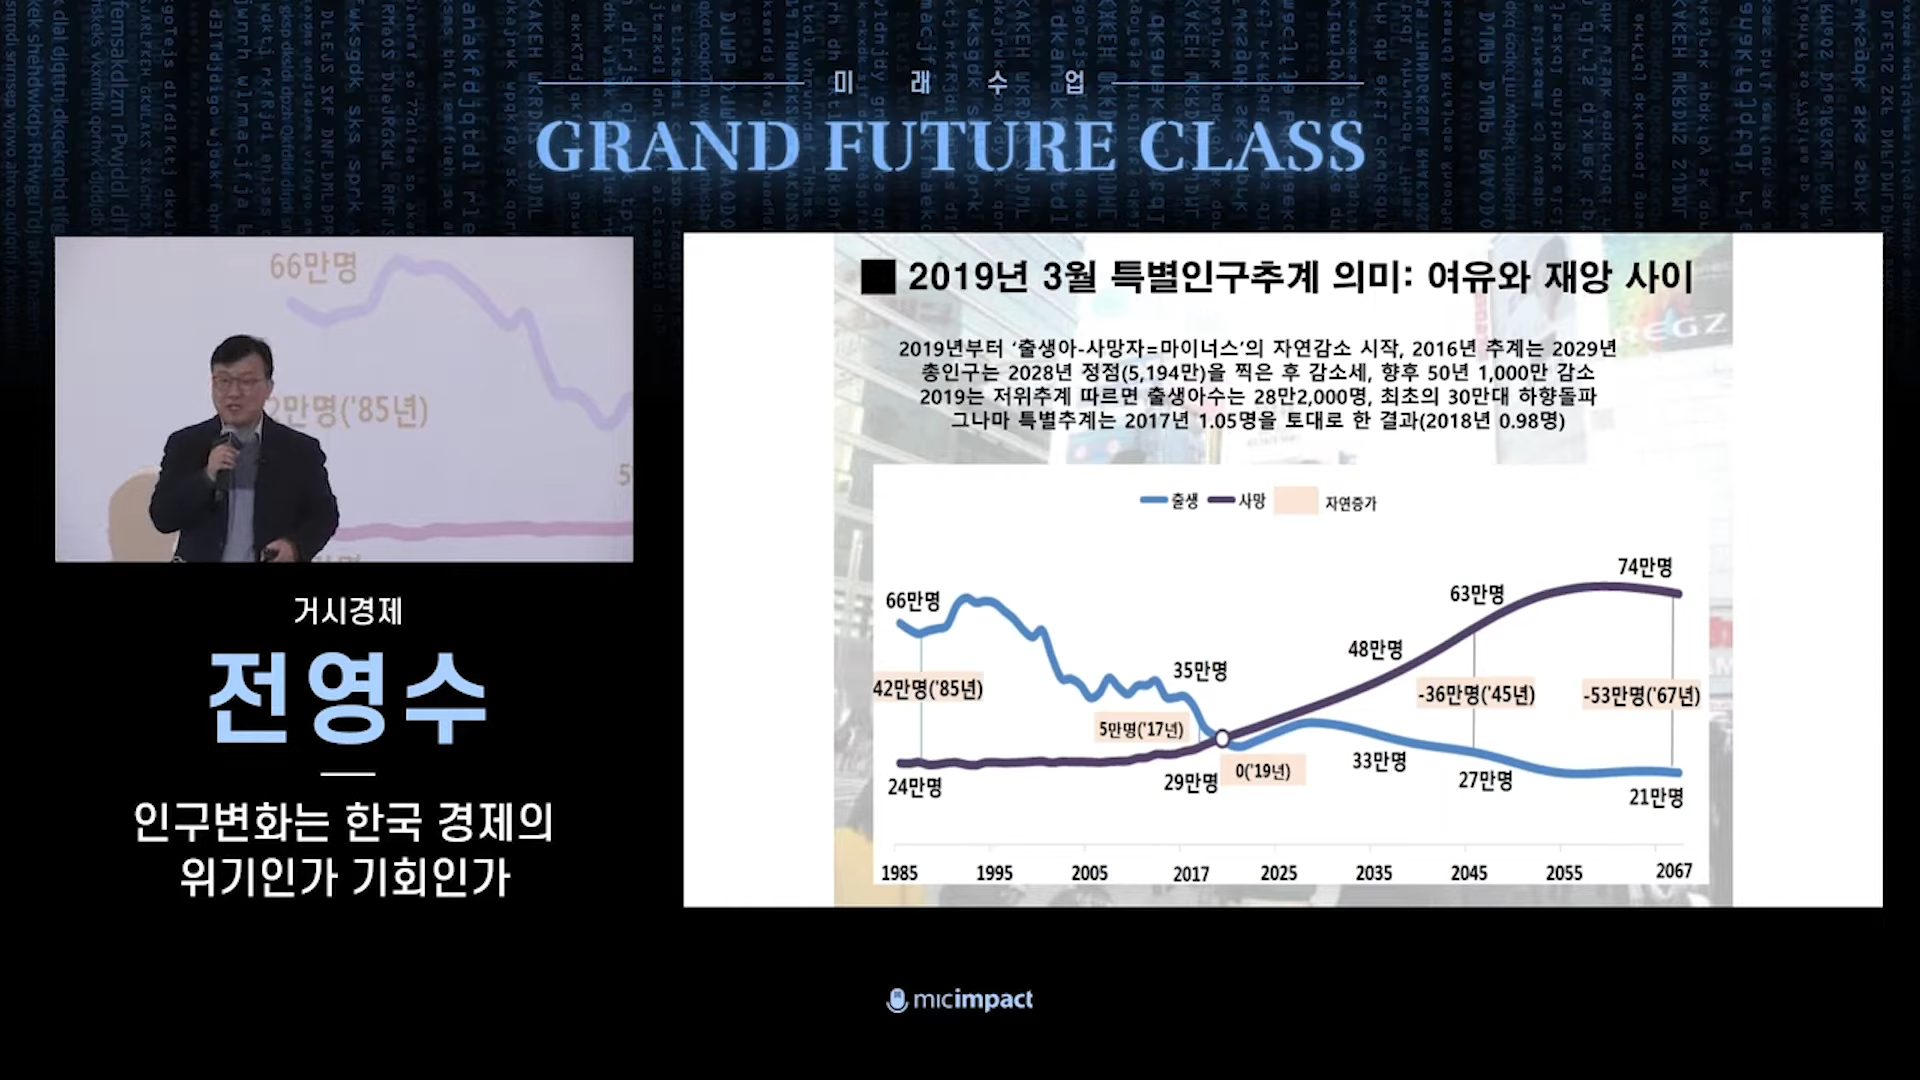 미래수업
GRAND FUTURE CLASS
66만명
2만명('85년)
거시경제
전영수
인구변화는 한국 경제의
위기인가 기회인가
■ 2019년 3월 특별인구추계 의미: 여유와 재앙 사이
2019년부터 ‘출생아-사망자=마이너스’의 자연감소 시작, 2016년 추계는 2029년
총인구는 2028년 정점(5,194만)을 찍은 후 감소세, 향후 50년 1,000만 감소
2019는 저위추계 따르면 출생아수는 28만2,000명, 최초의 30만대 하향돌파
그나마 특별추계는 2017년 1.05명을 토대로 한 결과(2018년 0.98명)
출생 사망 자연증가
74만명
66만명
63만명
48만명
35만명
42만명('85년)
-36만명('45년)
-53만명('67년)
5만명('17년)
24만명
29만명
0('19년)
33만명
27만명
21만명
1985 1995 2005 2017 2025 2035 2045 2055 2067
micimpact